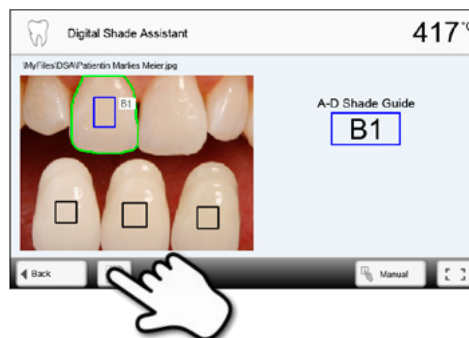 Digital Shade Assistant
417°C
\MyFiles\DSA\Patientin Marlies Meier.jpg
B1
A-D Shade Guide
B1
Back
Manual